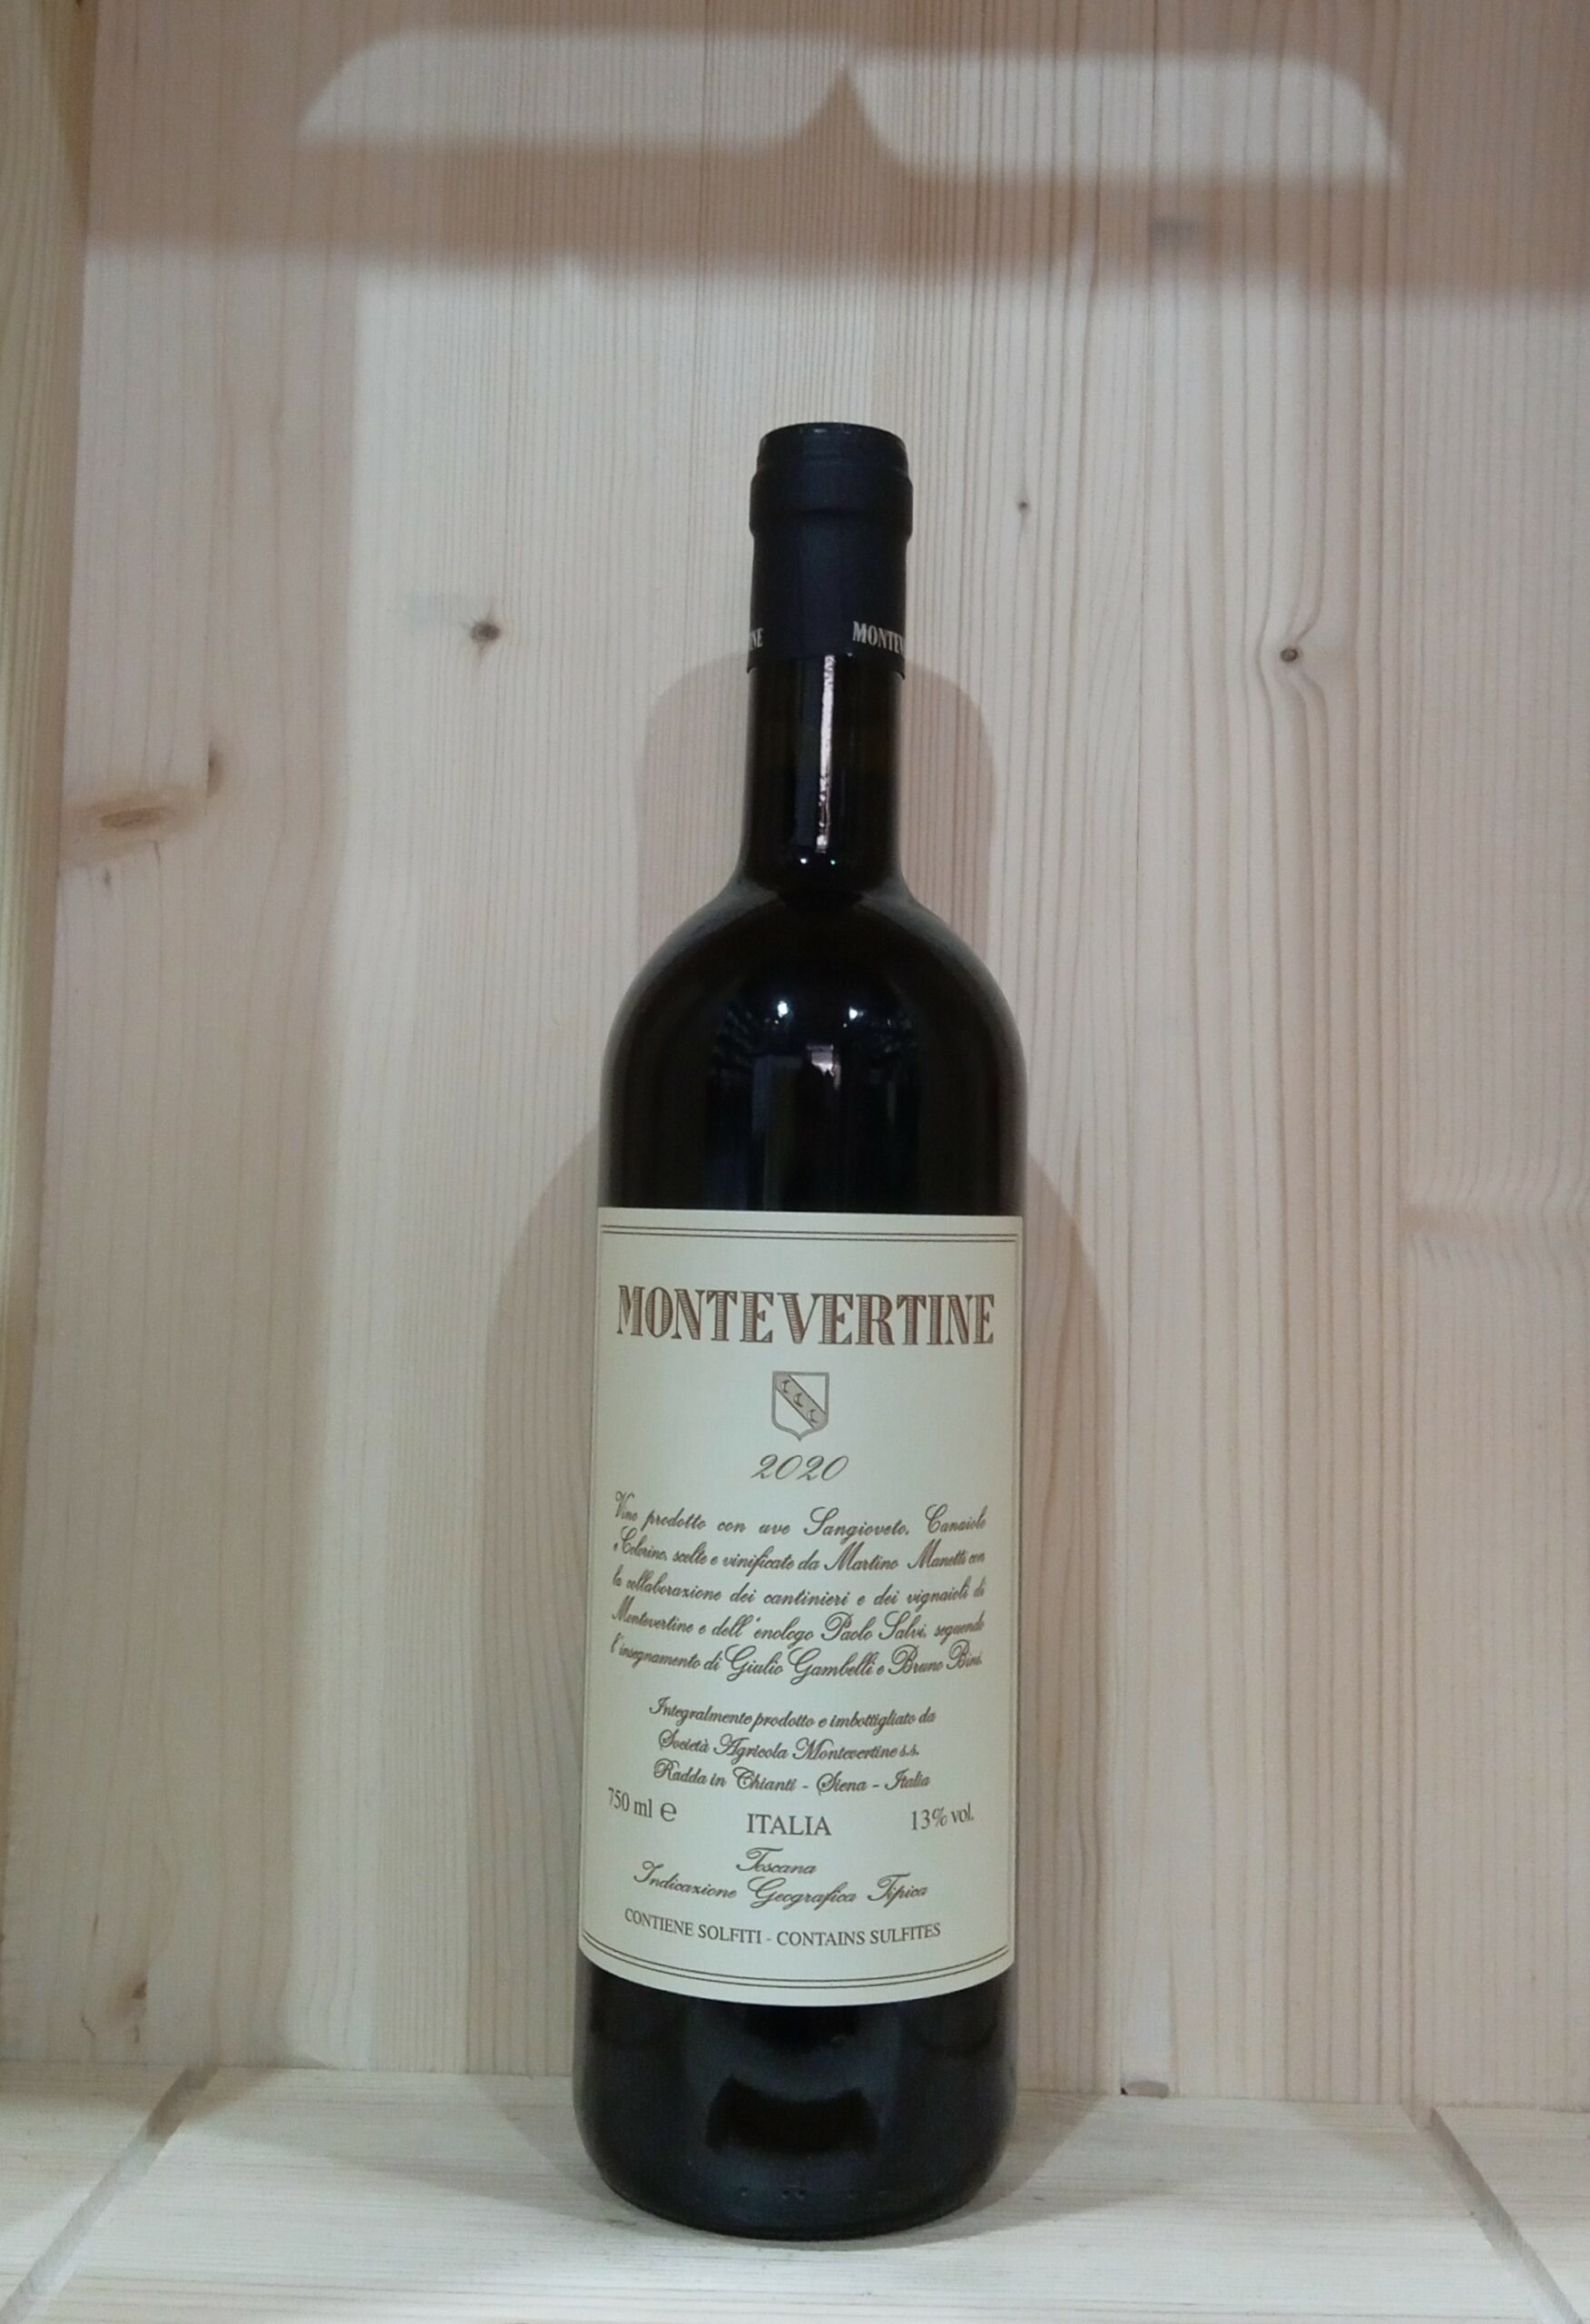 NE MONTEV
MONTEVERTINE
2020
Vino prodotto con uve Sangioveto, Canaiolo
e Colorino, scelte e vinificate da Martino Manetti con
la collaborazione dei cantinieri e dei vignaioli di
Montevertine e dell'enologo Paolo Salvi, seguendo
l'insegnamento di Giulio Gambelli e Bruno Bini.
Integralmente prodotto e imbottigliato da
Società Agricola Montevertine s.s.
Radda in Chianti - Siena - Italia
750 ml e ITALIA 13% vol.
Toscana
Indicazione Geografica Tipica
CONTIENE SOLFITI - CONTAINS SULFITES